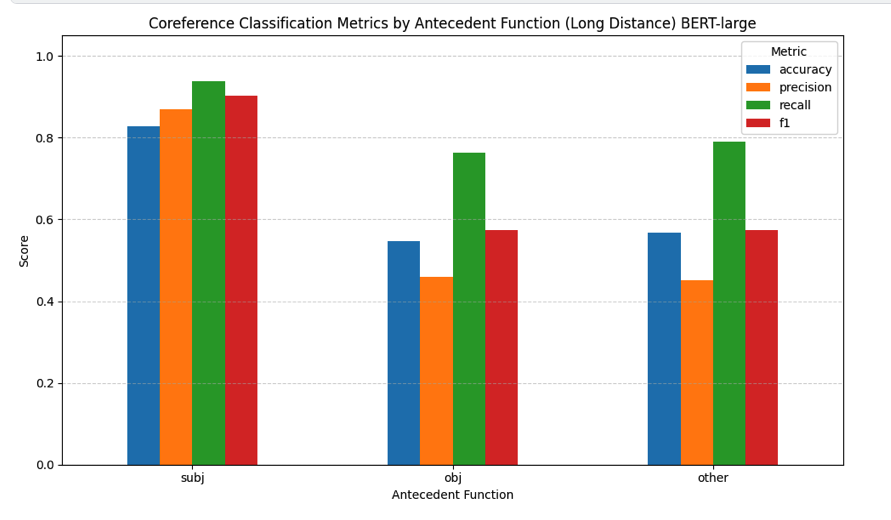 Coreference Classification Metrics by Antecedent Function (Long Distance) BERT-large
Metric
accuracy
precision
recall
f1
1.0
0.8
0.6
0.4
0.2
0.0
Score
subj
obj
other
Antecedent Function